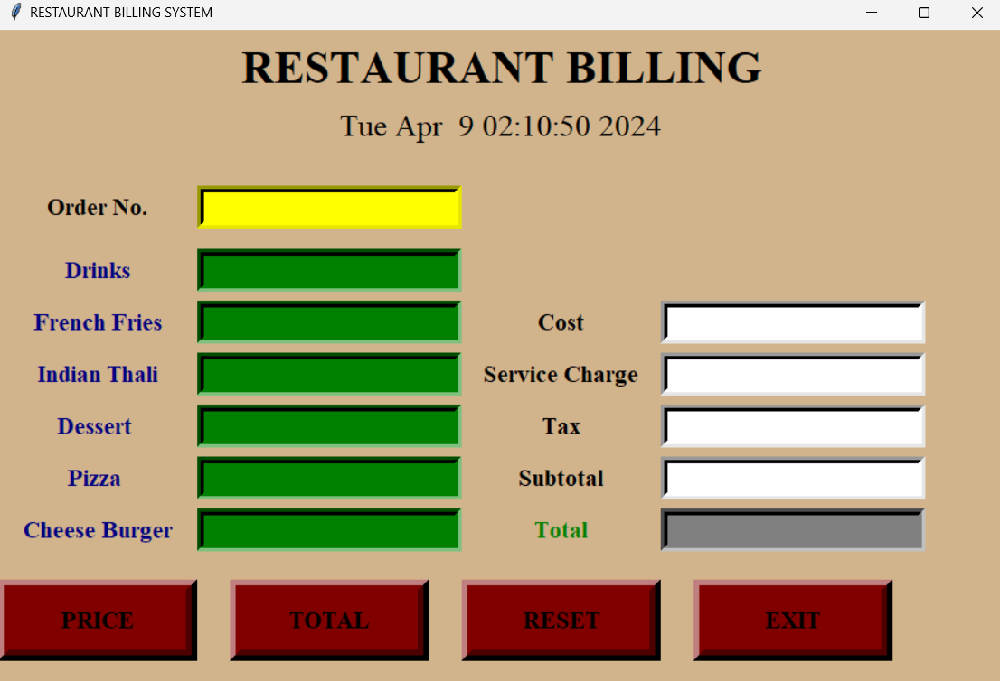 RESTAURANT BILLING SYSTEM
RESTAURANT BILLING
Tue Apr  9 02:10:50 2024
Order No.
Drinks
French Fries
Cost
Indian Thali
Service Charge
Dessert
Tax
Pizza
Subtotal
Cheese Burger
Total
PRICE
TOTAL
RESET
EXIT